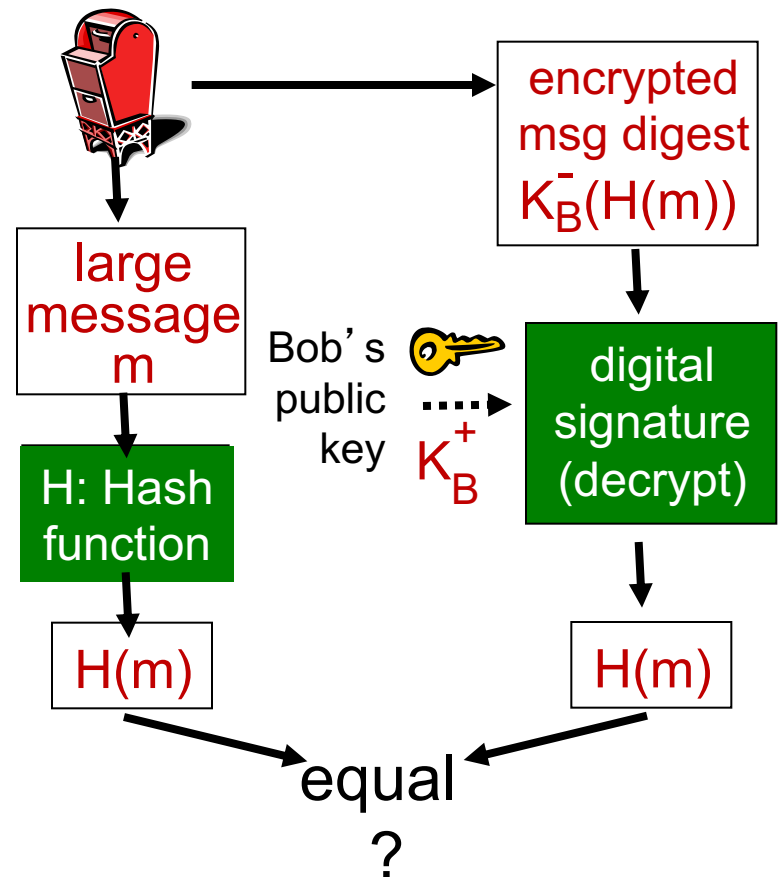 encrypted
msg digest
K_B^-(H(m))
large
message
m
Bob's
public
key
K_B^+
digital
signature
(decrypt)
H: Hash
function
H(m)
H(m)
equal
?